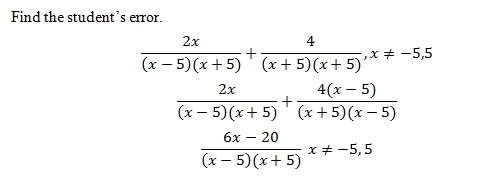 Find the student's error.
2x/((x − 5)(x + 5)) + 4/((x + 5)(x + 5)), x ≠ −5,5
2x/((x − 5)(x + 5)) + 4(x − 5)/((x + 5)(x − 5))
(6x − 20)/((x − 5)(x + 5)) x ≠ −5, 5